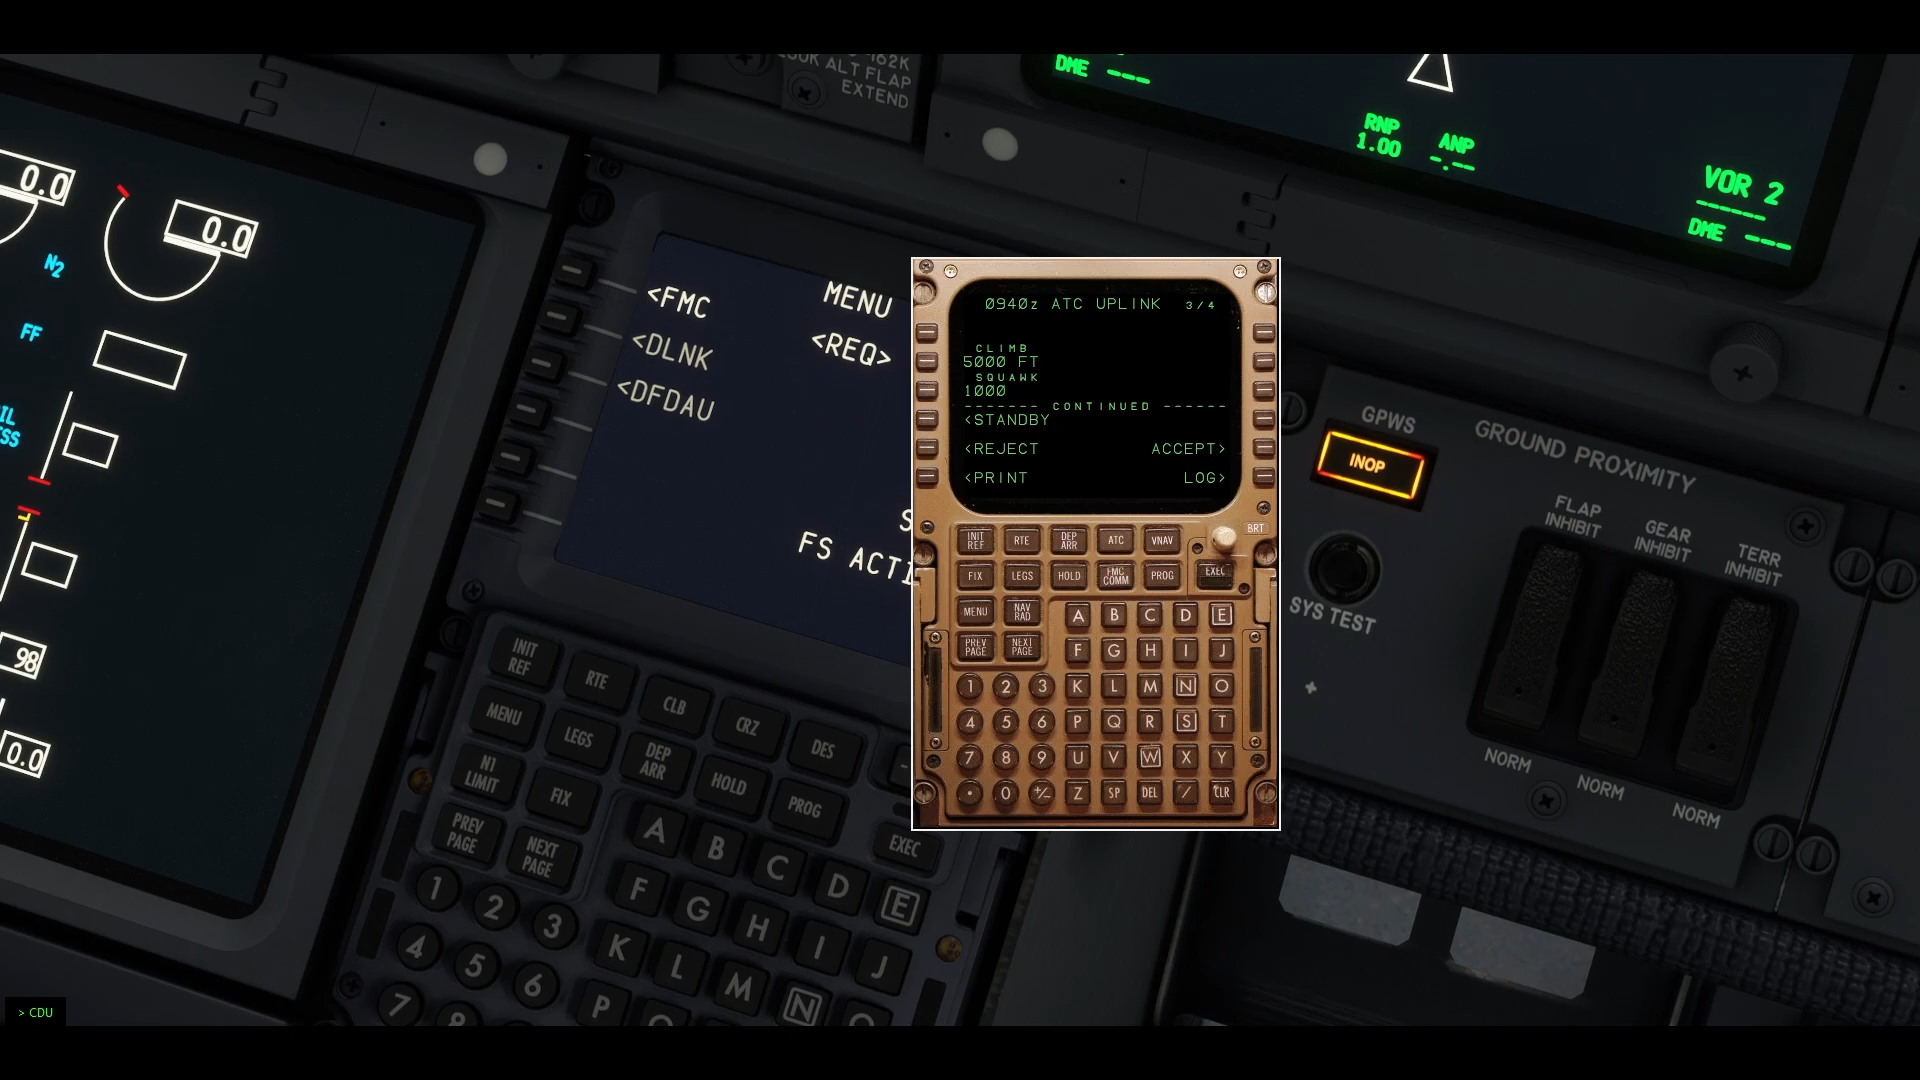 162K
ALT FLAP
EXTEND
DME ---
RNP
1.00
ANP
-.--
VOR 2
------
DME ---
0.0
0.0
N2
FF
98
0.0
MENU
<FMC
<REQ>
<DLNK
<DFDAU
FS ACTI
0940z ATC UPLINK 3/4
CLIMB
5000 FT
SQUAWK
1000
------- CONTINUED ------
<STANDBY
<REJECT ACCEPT>
<PRINT LOG>
BRT
INIT REF
RTE
DEP ARR
ATC
VNAV
FIX
LEGS
HOLD
FMC COMM
PROG
EXEC
MENU
NAV RAD
PREV PAGE
NEXT PAGE
A B C D E
F G H I J
1 2 3 K L M N O
4 5 6 P Q R S T
7 8 9 U V W X Y
. 0 +/- Z SP DEL / CLR
GPWS
INOP
GROUND PROXIMITY
SYS TEST
FLAP
INHIBIT
GEAR
INHIBIT
TERR
INHIBIT
NORM
NORM
NORM
INIT REF
RTE
CLB
CRZ
DES
MENU
LEGS
DEP ARR
HOLD
PROG
N1 LIMIT
FIX
EXEC
PREV PAGE
NEXT PAGE
A B C D E
1 2 3 F G H I J
4 5 6 K L M N O
7 8 P
> CDU